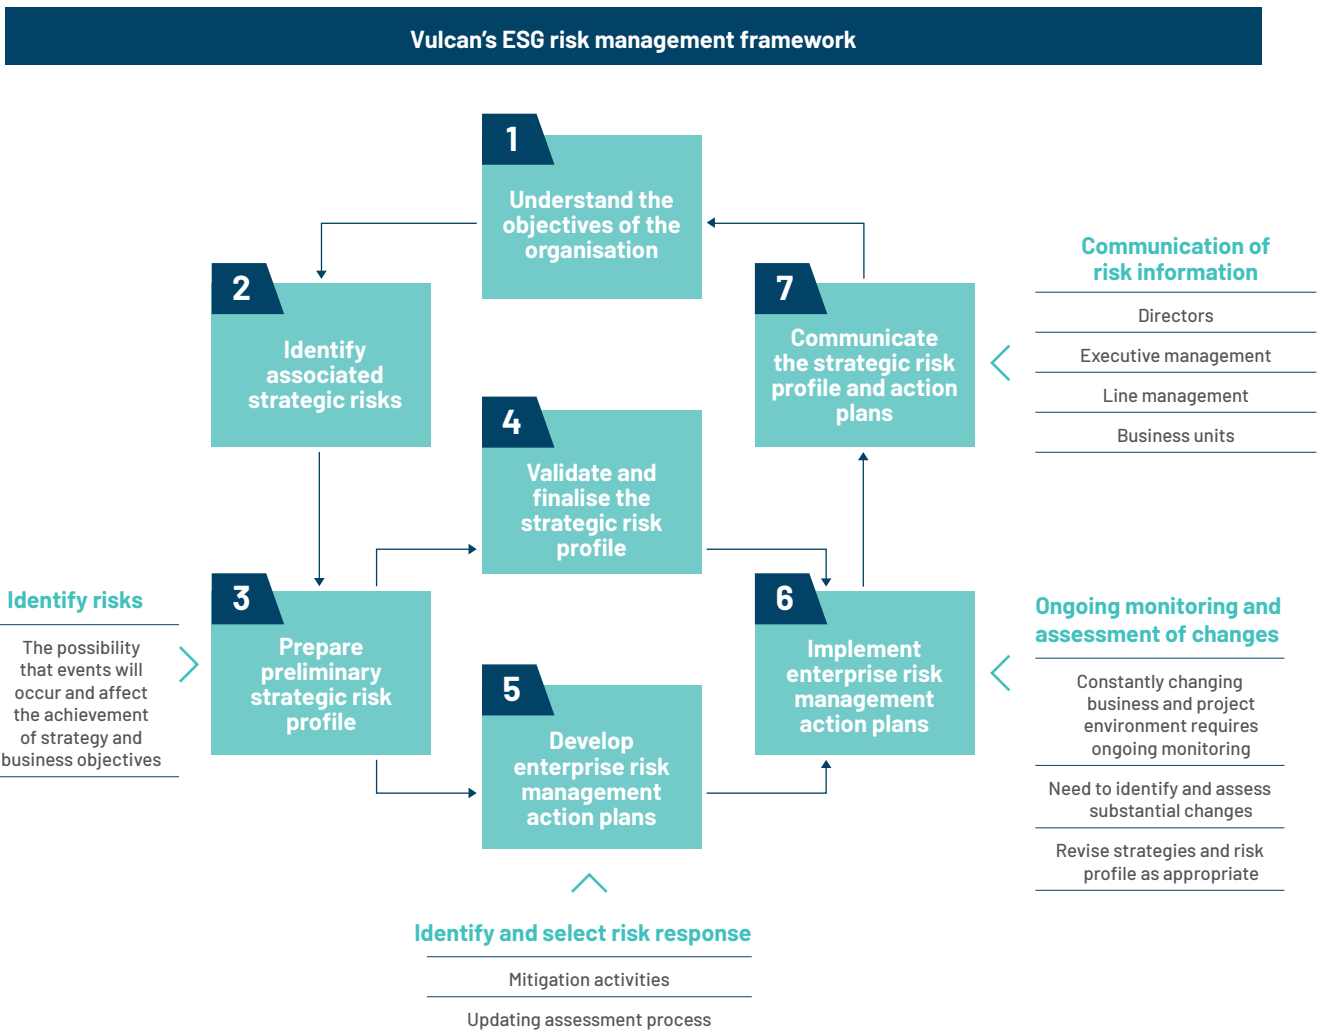 Vulcan’s ESG risk management framework
1
Understand the
objectives of the
organisation
2
Identify
associated
strategic risks
7
Communicate
the strategic risk
profile and action
plans
Communication of
risk information
Directors
Executive management
Line management
Business units
4
Validate and
finalise the
strategic risk
profile
Identify risks
The possibility
that events will
occur and affect
the achievement
of strategy and
business objectives
3
Prepare
preliminary
strategic risk
profile
6
Implement
enterprise risk
management
action plans
Ongoing monitoring and
assessment of changes
Constantly changing
business and project
environment requires
ongoing monitoring
Need to identify and assess
substantial changes
Revise strategies and risk
profile as appropriate
5
Develop
enterprise risk
management
action plans
Identify and select risk response
Mitigation activities
Updating assessment process